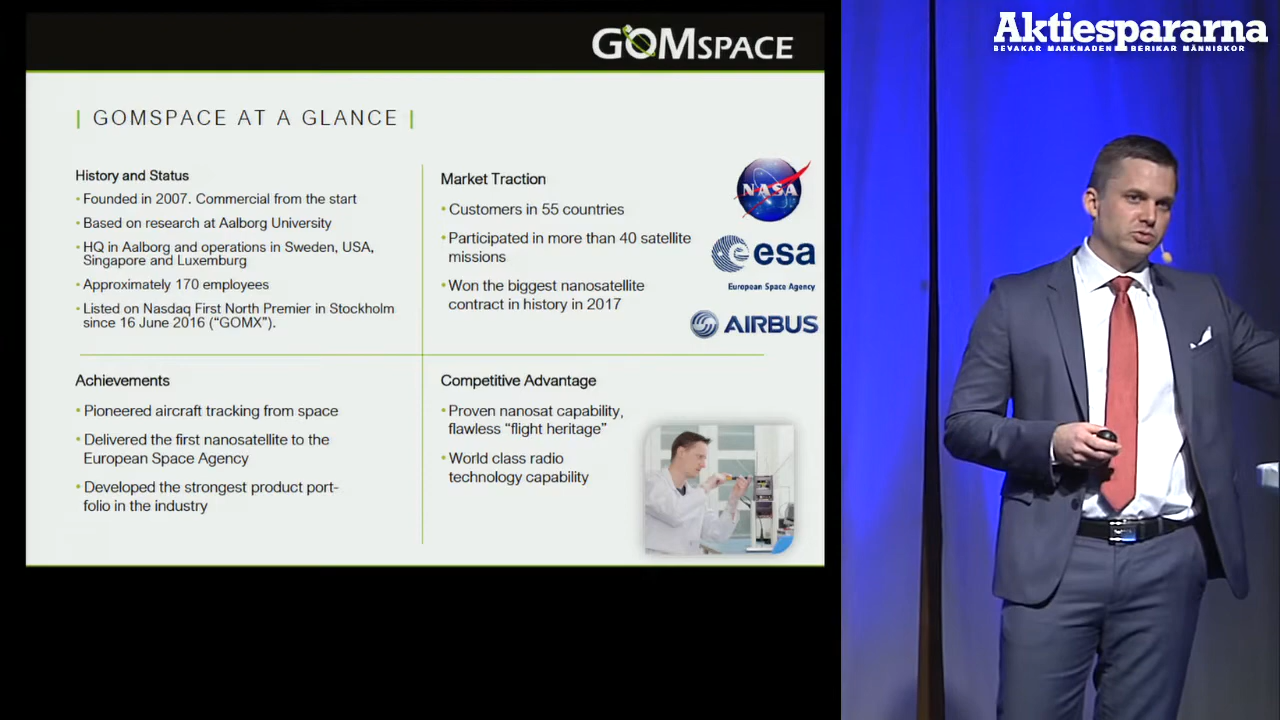 GOMSPACE
Aktiespararna
BEVAKAR MARKNADEN BERIKAR MÄNNISKOR
| GOMSPACE AT A GLANCE |
History and Status
• Founded in 2007. Commercial from the start
• Based on research at Aalborg University
• HQ in Aalborg and operations in Sweden, USA,
Singapore and Luxemburg
• Approximately 170 employees
• Listed on Nasdaq First North Premier in Stockholm
since 16 June 2016 (“GOMX”).
Market Traction
• Customers in 55 countries
• Participated in more than 40 satellite
missions
• Won the biggest nanosatellite
contract in history in 2017
NASA
esa
European Space Agency
AIRBUS
Achievements
• Pioneered aircraft tracking from space
• Delivered the first nanosatellite to the
European Space Agency
• Developed the strongest product port-
folio in the industry
Competitive Advantage
• Proven nanosat capability,
flawless “flight heritage”
• World class radio
technology capability